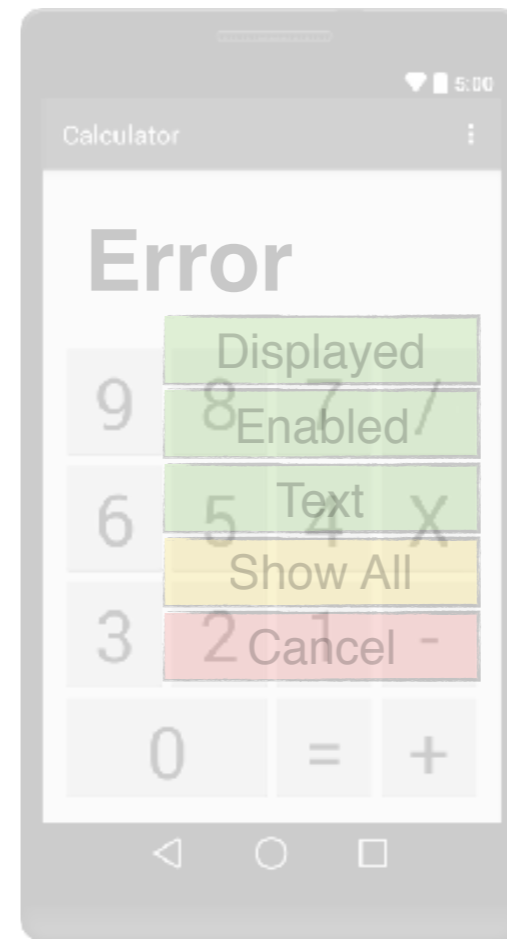 5:00
Calculator
Error
Displayed
9 8 7 /
Enabled
6 5 4 X
Text
Show All
3 2 1 -
Cancel
0 = +